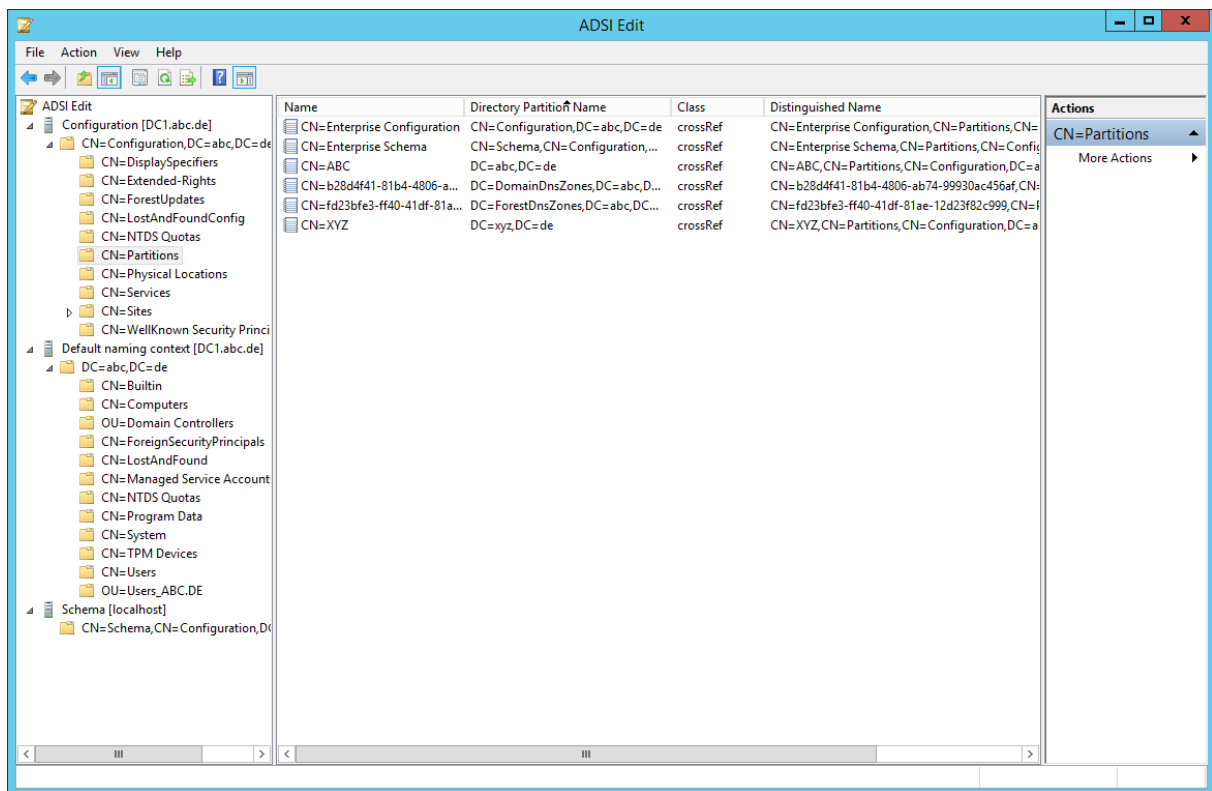 ADSI Edit
File Action View Help
ADSI Edit
Configuration [DC1.abc.de]
CN=Configuration,DC=abc,DC=de
CN=DisplaySpecifiers
CN=Extended-Rights
CN=ForestUpdates
CN=LostAndFoundConfig
CN=NTDS Quotas
CN=Partitions
CN=Physical Locations
CN=Services
CN=Sites
CN=WellKnown Security Princi
Default naming context [DC1.abc.de]
DC=abc,DC=de
CN=Builtin
CN=Computers
OU=Domain Controllers
CN=ForeignSecurityPrincipals
CN=LostAndFound
CN=Managed Service Account
CN=NTDS Quotas
CN=Program Data
CN=System
CN=TPM Devices
CN=Users
OU=Users_ABC.DE
Schema [localhost]
CN=Schema,CN=Configuration,D
Name Directory Partition Name Class Distinguished Name
CN=Enterprise Configuration CN=Configuration,DC=abc,DC=de crossRef CN=Enterprise Configuration,CN=Partitions,CN=
CN=Enterprise Schema CN=Schema,CN=Configuration,... crossRef CN=Enterprise Schema,CN=Partitions,CN=Config
CN=ABC DC=abc,DC=de crossRef CN=ABC,CN=Partitions,CN=Configuration,DC=a
CN=b28d4f41-81b4-4806-a... DC=DomainDnsZones,DC=abc,D... crossRef CN=b28d4f41-81b4-4806-ab74-99930ac456af,CN=
CN=fd23bfe3-ff40-41df-81a... DC=ForestDnsZones,DC=abc,DC... crossRef CN=fd23bfe3-ff40-41df-81ae-12d23f82c999,CN=P
CN=XYZ DC=xyz,DC=de crossRef CN=XYZ,CN=Partitions,CN=Configuration,DC=a
Actions
CN=Partitions
More Actions